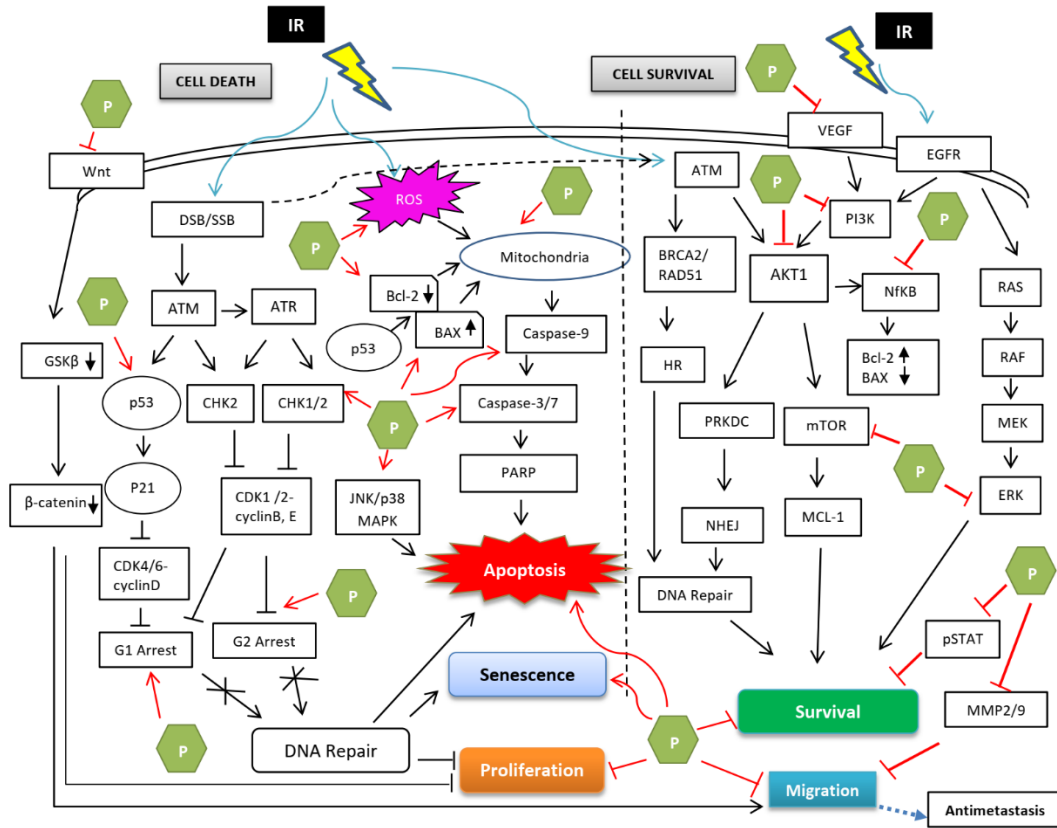 IR
IR
CELL DEATH
CELL SURVIVAL
P
P
VEGF
Wnt
EGFR
ATM
DSB/SSB
ROS
P
P
PI3K
P
P
Mitochondria
BRCA2/
RAD51
AKT1
NfKB
RAS
Bcl-2
ATM
ATR
P
BAX
Caspase-9
p53
HR
Bcl-2
BAX
RAF
GSKβ
p53
CHK2
CHK1/2
Caspase-3/7
P
PRKDC
mTOR
MEK
PARP
P
P21
β-catenin
CDK1 /2-
cyclinB, E
JNK/p38
MAPK
NHEJ
MCL-1
ERK
CDK4/6-
cyclinD
Apoptosis
P
P
DNA Repair
G1 Arrest
G2 Arrest
pSTAT
Senescence
Survival
MMP2/9
P
P
DNA Repair
Proliferation
Migration
Antimetastasis